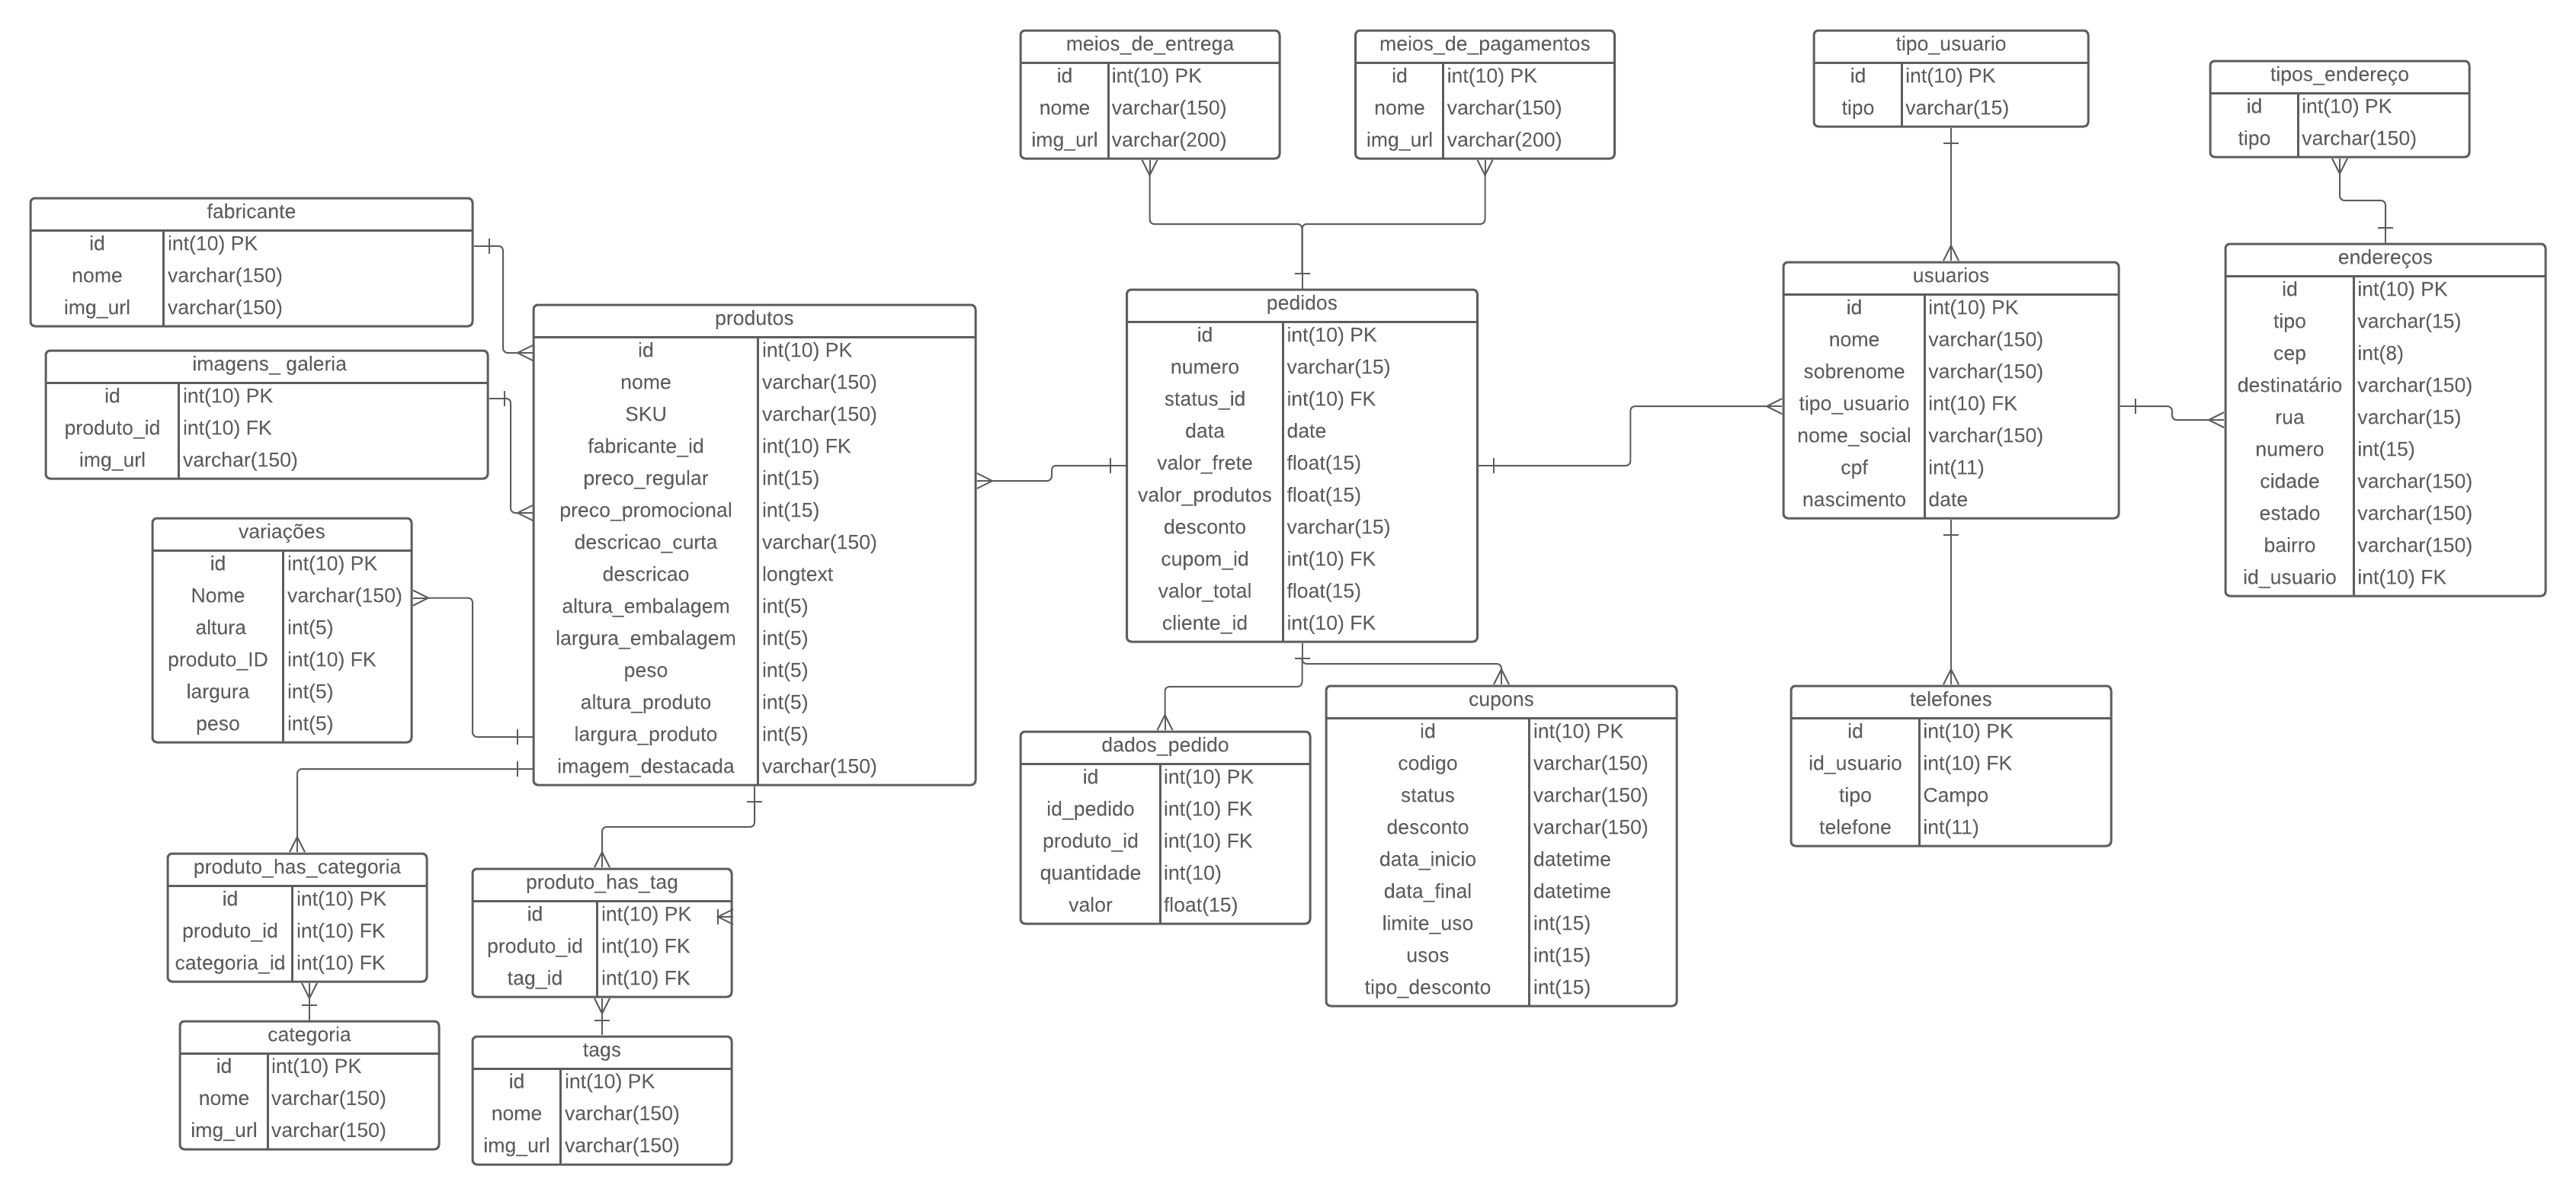 meios_de_entrega
id int(10) PK
nome varchar(150)
img_url varchar(200)
meios_de_pagamentos
id int(10) PK
nome varchar(150)
img_url varchar(200)
tipo_usuario
id int(10) PK
tipo varchar(15)
tipos_endereço
id int(10) PK
tipo varchar(150)
fabricante
id int(10) PK
nome varchar(150)
img_url varchar(150)
imagens_ galeria
id int(10) PK
produto_id int(10) FK
img_url varchar(150)
variações
id int(10) PK
Nome varchar(150)
altura int(5)
produto_ID int(10) FK
largura int(5)
peso int(5)
produtos
id int(10) PK
nome varchar(150)
SKU varchar(150)
fabricante_id int(10) FK
preco_regular int(15)
preco_promocional int(15)
descricao_curta varchar(150)
descricao longtext
altura_embalagem int(5)
largura_embalagem int(5)
peso int(5)
altura_produto int(5)
largura_produto int(5)
imagem_destacada varchar(150)
pedidos
id int(10) PK
numero varchar(15)
status_id int(10) FK
data date
valor_frete float(15)
valor_produtos float(15)
desconto varchar(15)
cupom_id int(10) FK
valor_total float(15)
cliente_id int(10) FK
usuarios
id int(10) PK
nome varchar(150)
sobrenome varchar(150)
tipo_usuario int(10) FK
nome_social varchar(150)
cpf int(11)
nascimento date
endereços
id int(10) PK
tipo varchar(15)
cep int(8)
destinatário varchar(150)
rua varchar(15)
numero int(15)
cidade varchar(150)
estado varchar(150)
bairro varchar(150)
id_usuario int(10) FK
produto_has_categoria
id int(10) PK
produto_id int(10) FK
categoria_id int(10) FK
categoria
id int(10) PK
nome varchar(150)
img_url varchar(150)
produto_has_tag
id int(10) PK
produto_id int(10) FK
tag_id int(10) FK
tags
id int(10) PK
nome varchar(150)
img_url varchar(150)
dados_pedido
id int(10) PK
id_pedido int(10) FK
produto_id int(10) FK
quantidade int(10)
valor float(15)
cupons
id int(10) PK
codigo varchar(150)
status varchar(150)
desconto varchar(150)
data_inicio datetime
data_final datetime
limite_uso int(15)
usos int(15)
tipo_desconto int(15)
telefones
id int(10) PK
id_usuario int(10) FK
tipo Campo
telefone int(11)